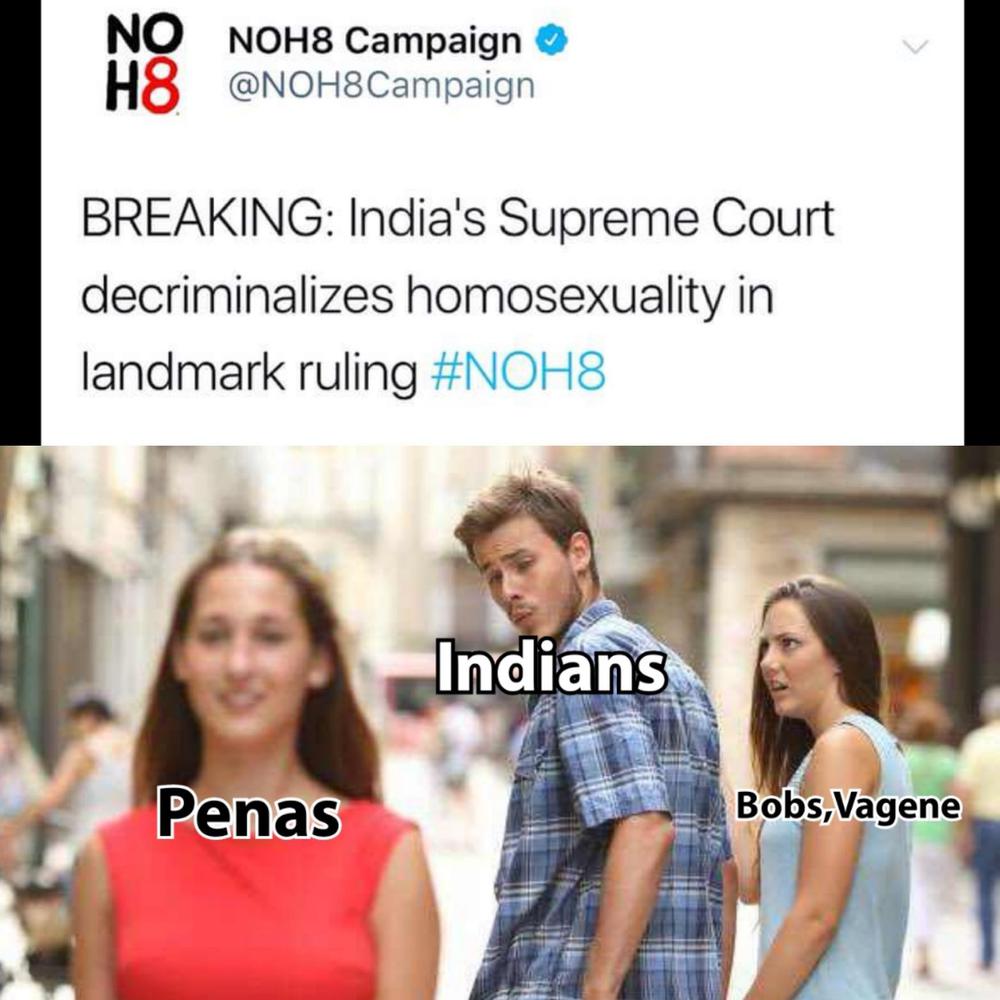 NO
H8
NOH8 Campaign
@NOH8Campaign
BREAKING: India's Supreme Court
decriminalizes homosexuality in
landmark ruling #NOH8
Indians
Penas
Bobs,Vagene